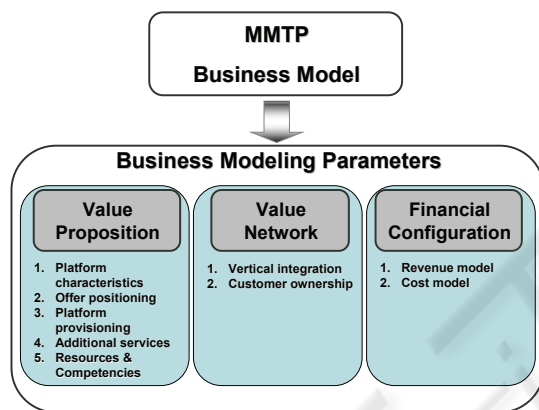 MMTP
Business Model
Business Modeling Parameters
Value
Proposition
1. Platform
characteristics
2. Offer positioning
3. Platform
provisioning
4. Additional services
5. Resources &
Competencies
Value
Network
1. Vertical integration
2. Customer ownership
Financial
Configuration
1. Revenue model
2. Cost model